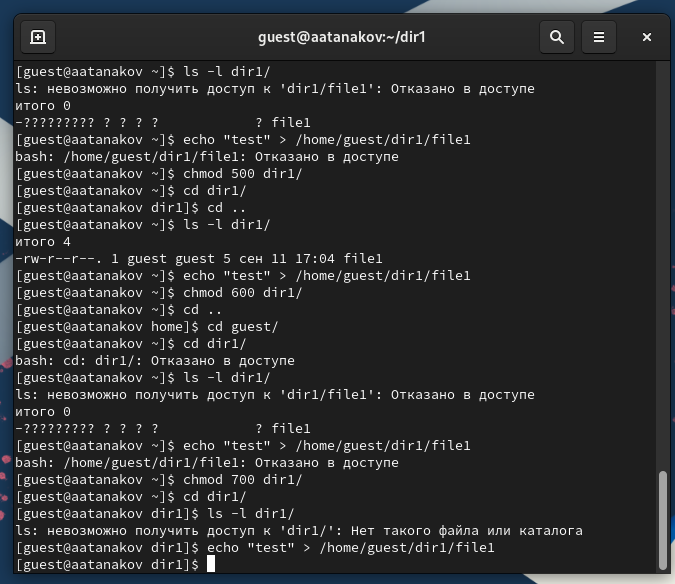 guest@aatanakov:~/dir1
[guest@aatanakov ~]$ ls -l dir1/
ls: невозможно получить доступ к 'dir1/file1': Отказано в доступе
итого 0
-????????? ? ? ? ?            ? file1
[guest@aatanakov ~]$ echo "test" > /home/guest/dir1/file1
bash: /home/guest/dir1/file1: Отказано в доступе
[guest@aatanakov ~]$ chmod 500 dir1/
[guest@aatanakov ~]$ cd dir1/
[guest@aatanakov dir1]$ cd ..
[guest@aatanakov ~]$ ls -l dir1/
итого 4
-rw-r--r--. 1 guest guest 5 сен 11 17:04 file1
[guest@aatanakov ~]$ echo "test" > /home/guest/dir1/file1
[guest@aatanakov ~]$ chmod 600 dir1/
[guest@aatanakov ~]$ cd ..
[guest@aatanakov home]$ cd guest/
[guest@aatanakov ~]$ cd dir1/
bash: cd: dir1/: Отказано в доступе
[guest@aatanakov ~]$ ls -l dir1/
ls: невозможно получить доступ к 'dir1/file1': Отказано в доступе
итого 0
-????????? ? ? ? ?            ? file1
[guest@aatanakov ~]$ echo "test" > /home/guest/dir1/file1
bash: /home/guest/dir1/file1: Отказано в доступе
[guest@aatanakov ~]$ chmod 700 dir1/
[guest@aatanakov ~]$ cd dir1/
[guest@aatanakov dir1]$ ls -l dir1/
ls: невозможно получить доступ к 'dir1/': Нет такого файла или каталога
[guest@aatanakov dir1]$ echo "test" > /home/guest/dir1/file1
[guest@aatanakov dir1]$